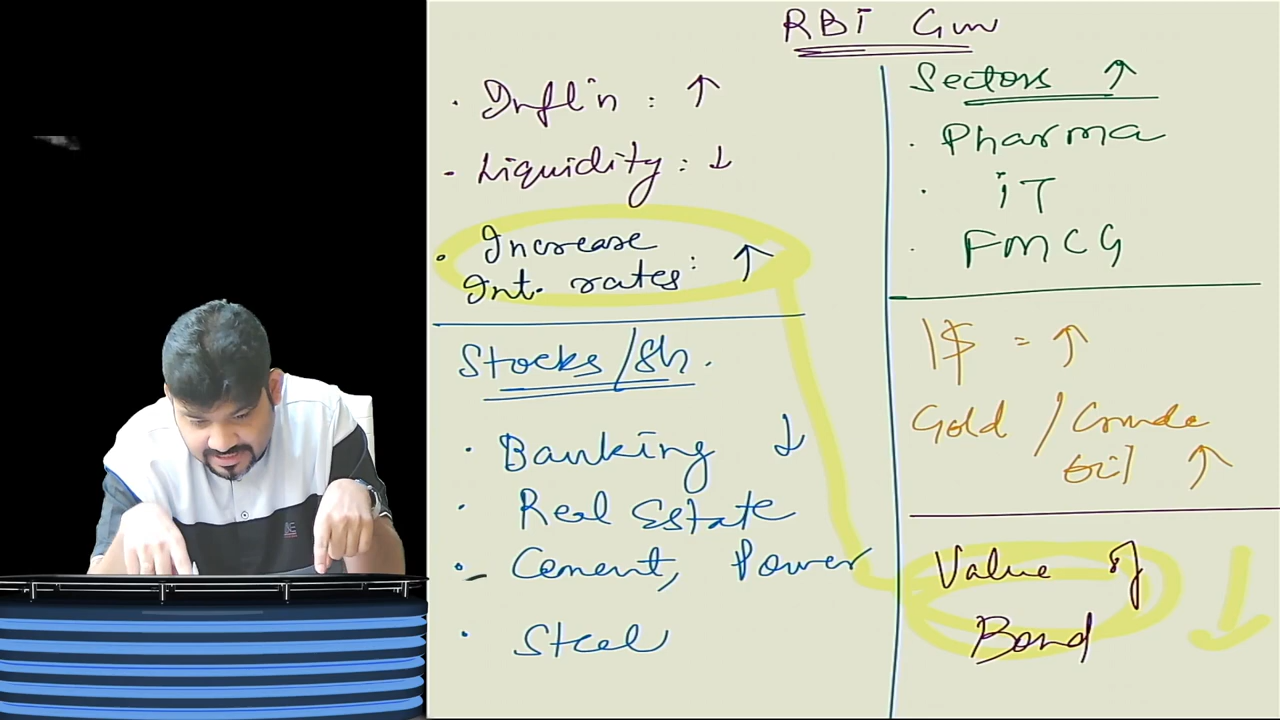 RBI Guv
· Infl'n : ↑
- Liquidity : ↓
· Increase
Int. rates : ↑
Stocks/Sh.
· Banking ↓
· Real Estate
· Cement, Power
· Steel
Sectors ↑
· Pharma
· iT
· FMCG
1$ = ↑
Gold / Crude
Oil ↑
Value of
Bond ↓